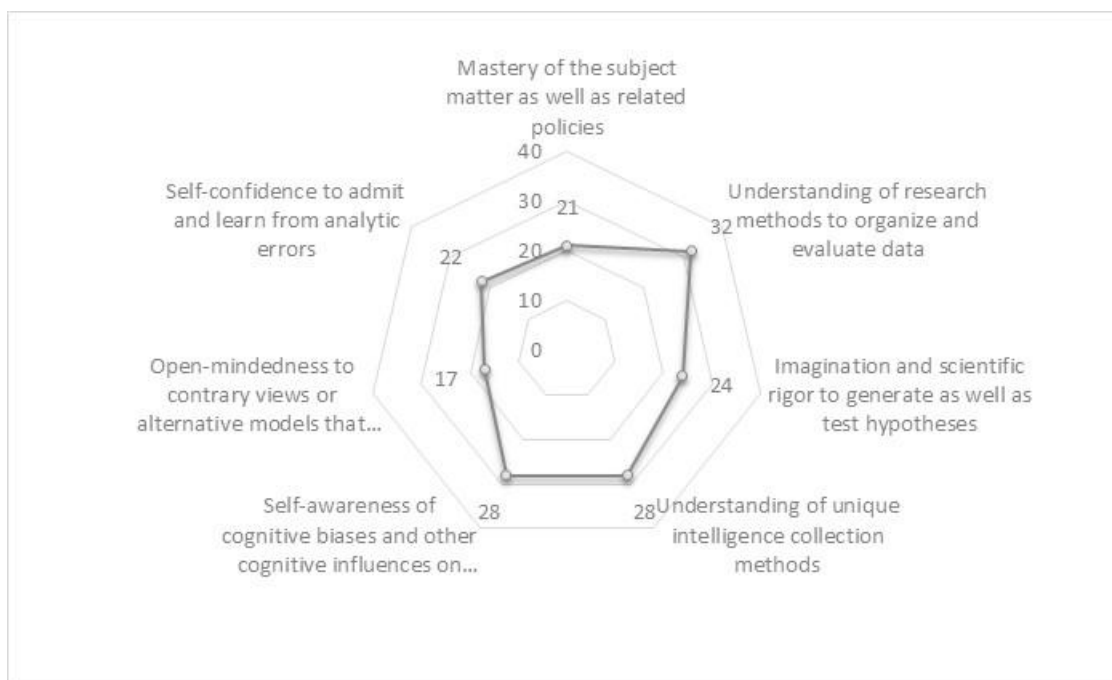 Mastery of the subject
matter as well as related
policies
40
30
21
20
10
0
Understanding of research
methods to organize and
evaluate data
32
Imagination and scientific
rigor to generate as well as
test hypotheses
24
Understanding of unique
intelligence collection
methods
28
Self-awareness of
cognitive biases and other
cognitive influences on...
28
Open-mindedness to
contrary views or
alternative models that...
17
Self-confidence to admit
and learn from analytic
errors
22